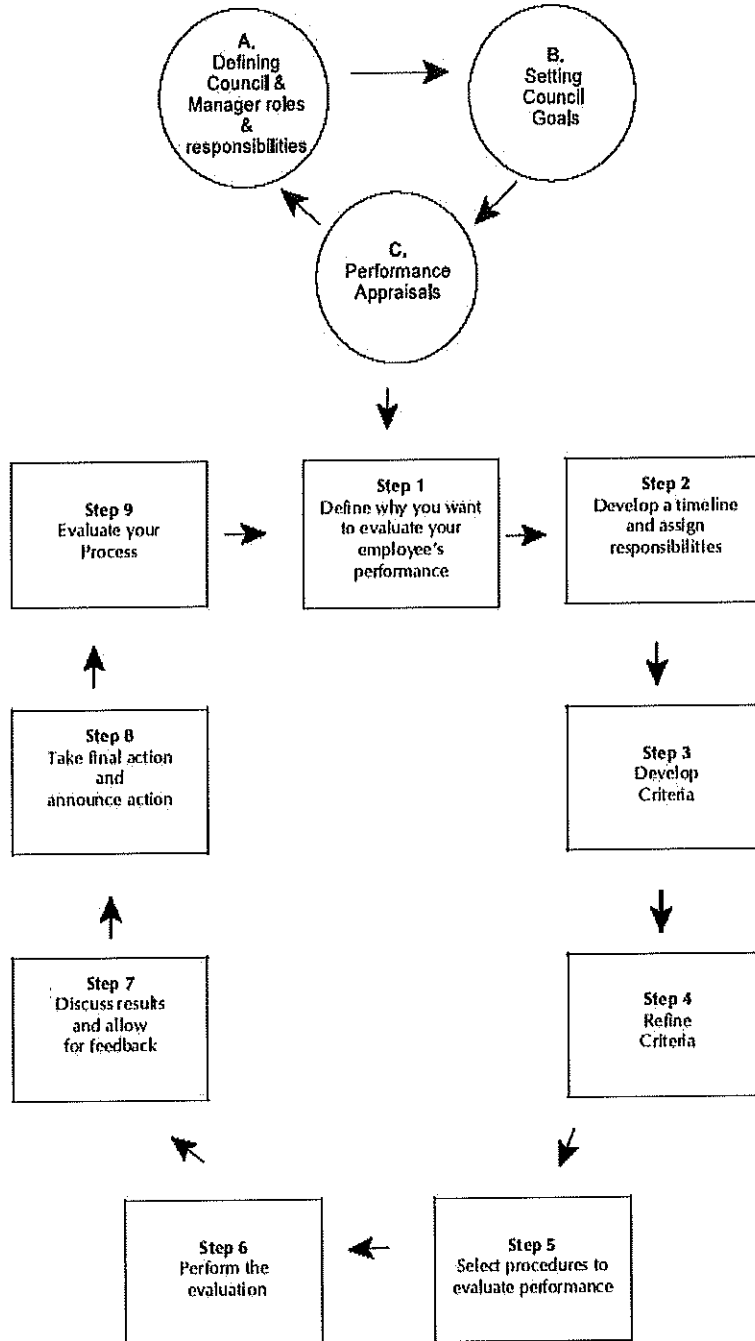 A.
Defining
Council &
Manager roles
&
responsibilities
B.
Setting
Council
Goals
C.
Performance
Appraisals
Step 1
Define why you want
to evaluate your
employee's
performance
Step 2
Develop a timeline
and assign
responsibilities
Step 3
Develop
Criteria
Step 4
Refine
Criteria
Step 5
Select procedures to
evaluate performance
Step 6
Perform the
evaluation
Step 7
Discuss results
and allow
for feedback
Step 8
Take final action
and
announce action
Step 9
Evaluate your
Process